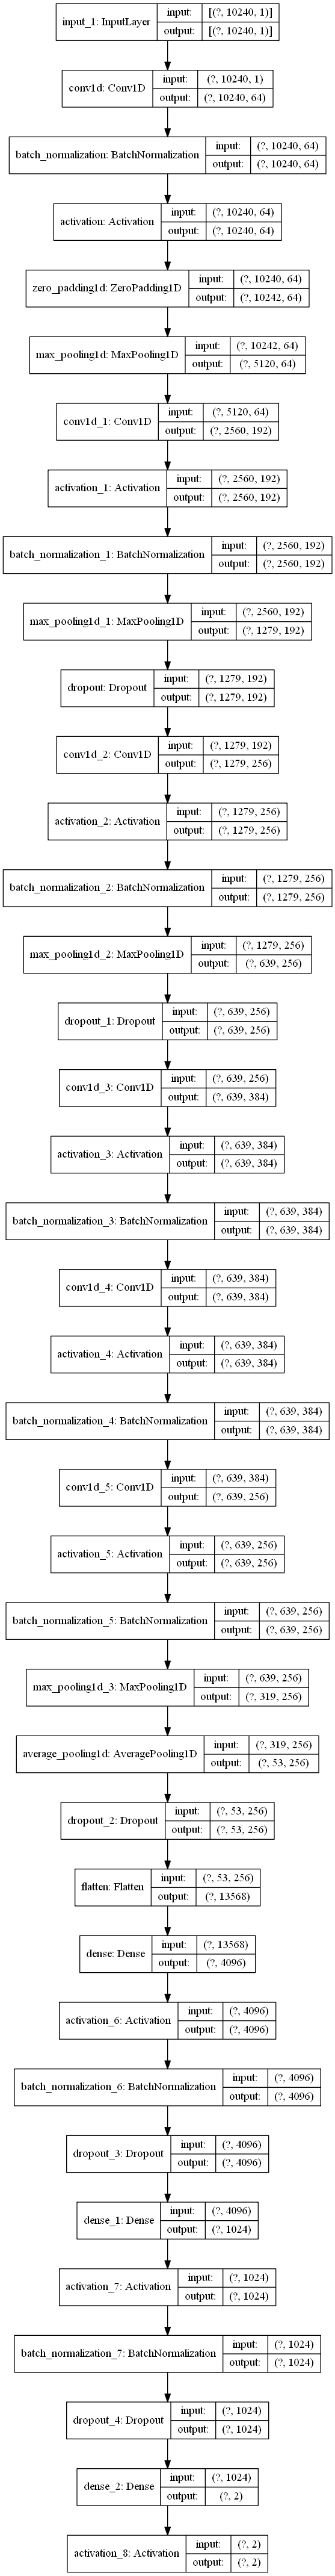 input_1: InputLayer
input: [(?, 10240, 1)]
output: [(?, 10240, 1)]
conv1d: Conv1D
input: (?, 10240, 1)
output: (?, 10240, 64)
batch_normalization: BatchNormalization
input: (?, 10240, 64)
output: (?, 10240, 64)
activation: Activation
input: (?, 10240, 64)
output: (?, 10240, 64)
zero_padding1d: ZeroPadding1D
input: (?, 10240, 64)
output: (?, 10242, 64)
max_pooling1d: MaxPooling1D
input: (?, 10242, 64)
output: (?, 5120, 64)
conv1d_1: Conv1D
input: (?, 5120, 64)
output: (?, 2560, 192)
activation_1: Activation
input: (?, 2560, 192)
output: (?, 2560, 192)
batch_normalization_1: BatchNormalization
input: (?, 2560, 192)
output: (?, 2560, 192)
max_pooling1d_1: MaxPooling1D
input: (?, 2560, 192)
output: (?, 1279, 192)
dropout: Dropout
input: (?, 1279, 192)
output: (?, 1279, 192)
conv1d_2: Conv1D
input: (?, 1279, 192)
output: (?, 1279, 256)
activation_2: Activation
input: (?, 1279, 256)
output: (?, 1279, 256)
batch_normalization_2: BatchNormalization
input: (?, 1279, 256)
output: (?, 1279, 256)
max_pooling1d_2: MaxPooling1D
input: (?, 1279, 256)
output: (?, 639, 256)
dropout_1: Dropout
input: (?, 639, 256)
output: (?, 639, 256)
conv1d_3: Conv1D
input: (?, 639, 256)
output: (?, 639, 384)
activation_3: Activation
input: (?, 639, 384)
output: (?, 639, 384)
batch_normalization_3: BatchNormalization
input: (?, 639, 384)
output: (?, 639, 384)
conv1d_4: Conv1D
input: (?, 639, 384)
output: (?, 639, 384)
activation_4: Activation
input: (?, 639, 384)
output: (?, 639, 384)
batch_normalization_4: BatchNormalization
input: (?, 639, 384)
output: (?, 639, 384)
conv1d_5: Conv1D
input: (?, 639, 384)
output: (?, 639, 256)
activation_5: Activation
input: (?, 639, 256)
output: (?, 639, 256)
batch_normalization_5: BatchNormalization
input: (?, 639, 256)
output: (?, 639, 256)
max_pooling1d_3: MaxPooling1D
input: (?, 639, 256)
output: (?, 319, 256)
average_pooling1d: AveragePooling1D
input: (?, 319, 256)
output: (?, 53, 256)
dropout_2: Dropout
input: (?, 53, 256)
output: (?, 53, 256)
flatten: Flatten
input: (?, 53, 256)
output: (?, 13568)
dense: Dense
input: (?, 13568)
output: (?, 4096)
activation_6: Activation
input: (?, 4096)
output: (?, 4096)
batch_normalization_6: BatchNormalization
input: (?, 4096)
output: (?, 4096)
dropout_3: Dropout
input: (?, 4096)
output: (?, 4096)
dense_1: Dense
input: (?, 4096)
output: (?, 1024)
activation_7: Activation
input: (?, 1024)
output: (?, 1024)
batch_normalization_7: BatchNormalization
input: (?, 1024)
output: (?, 1024)
dropout_4: Dropout
input: (?, 1024)
output: (?, 1024)
dense_2: Dense
input: (?, 1024)
output: (?, 2)
activation_8: Activation
input: (?, 2)
output: (?, 2)